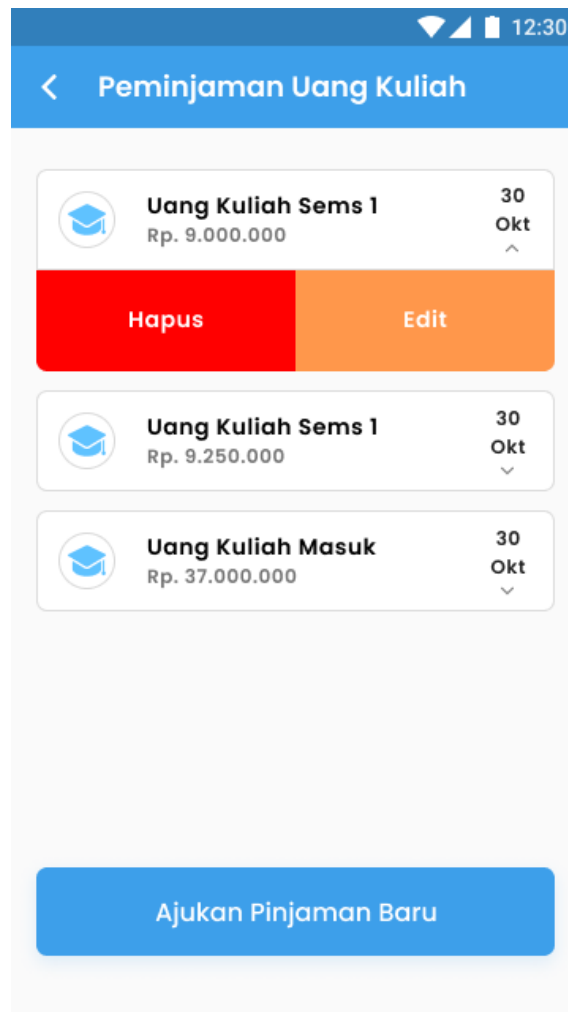 12:30
Peminjaman Uang Kuliah
Uang Kuliah Sems 1
Rp. 9.000.000
30
Okt
Hapus
Edit
Uang Kuliah Sems 1
Rp. 9.250.000
30
Okt
Uang Kuliah Masuk
Rp. 37.000.000
30
Okt
Ajukan Pinjaman Baru